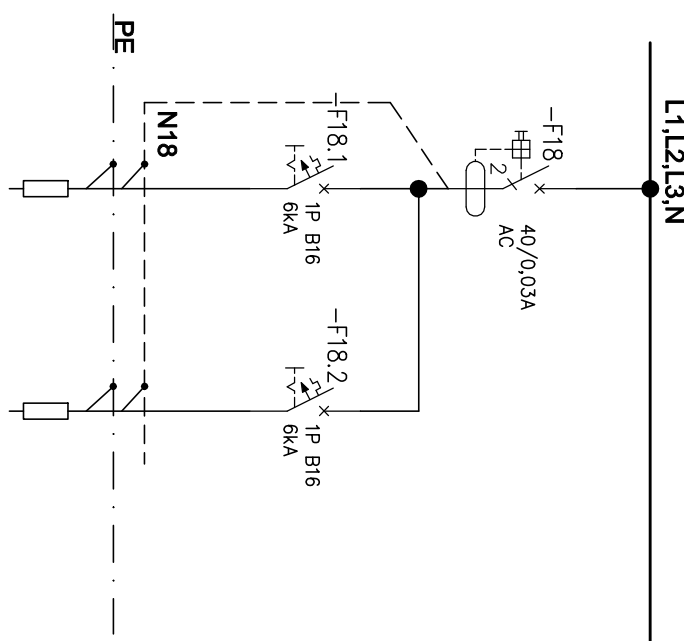 L1,L2,L3,N
-F18
2
40/0,03A
AC
-F18.1
1P B16
6kA
-F18.2
1P B16
6kA
N18
PE